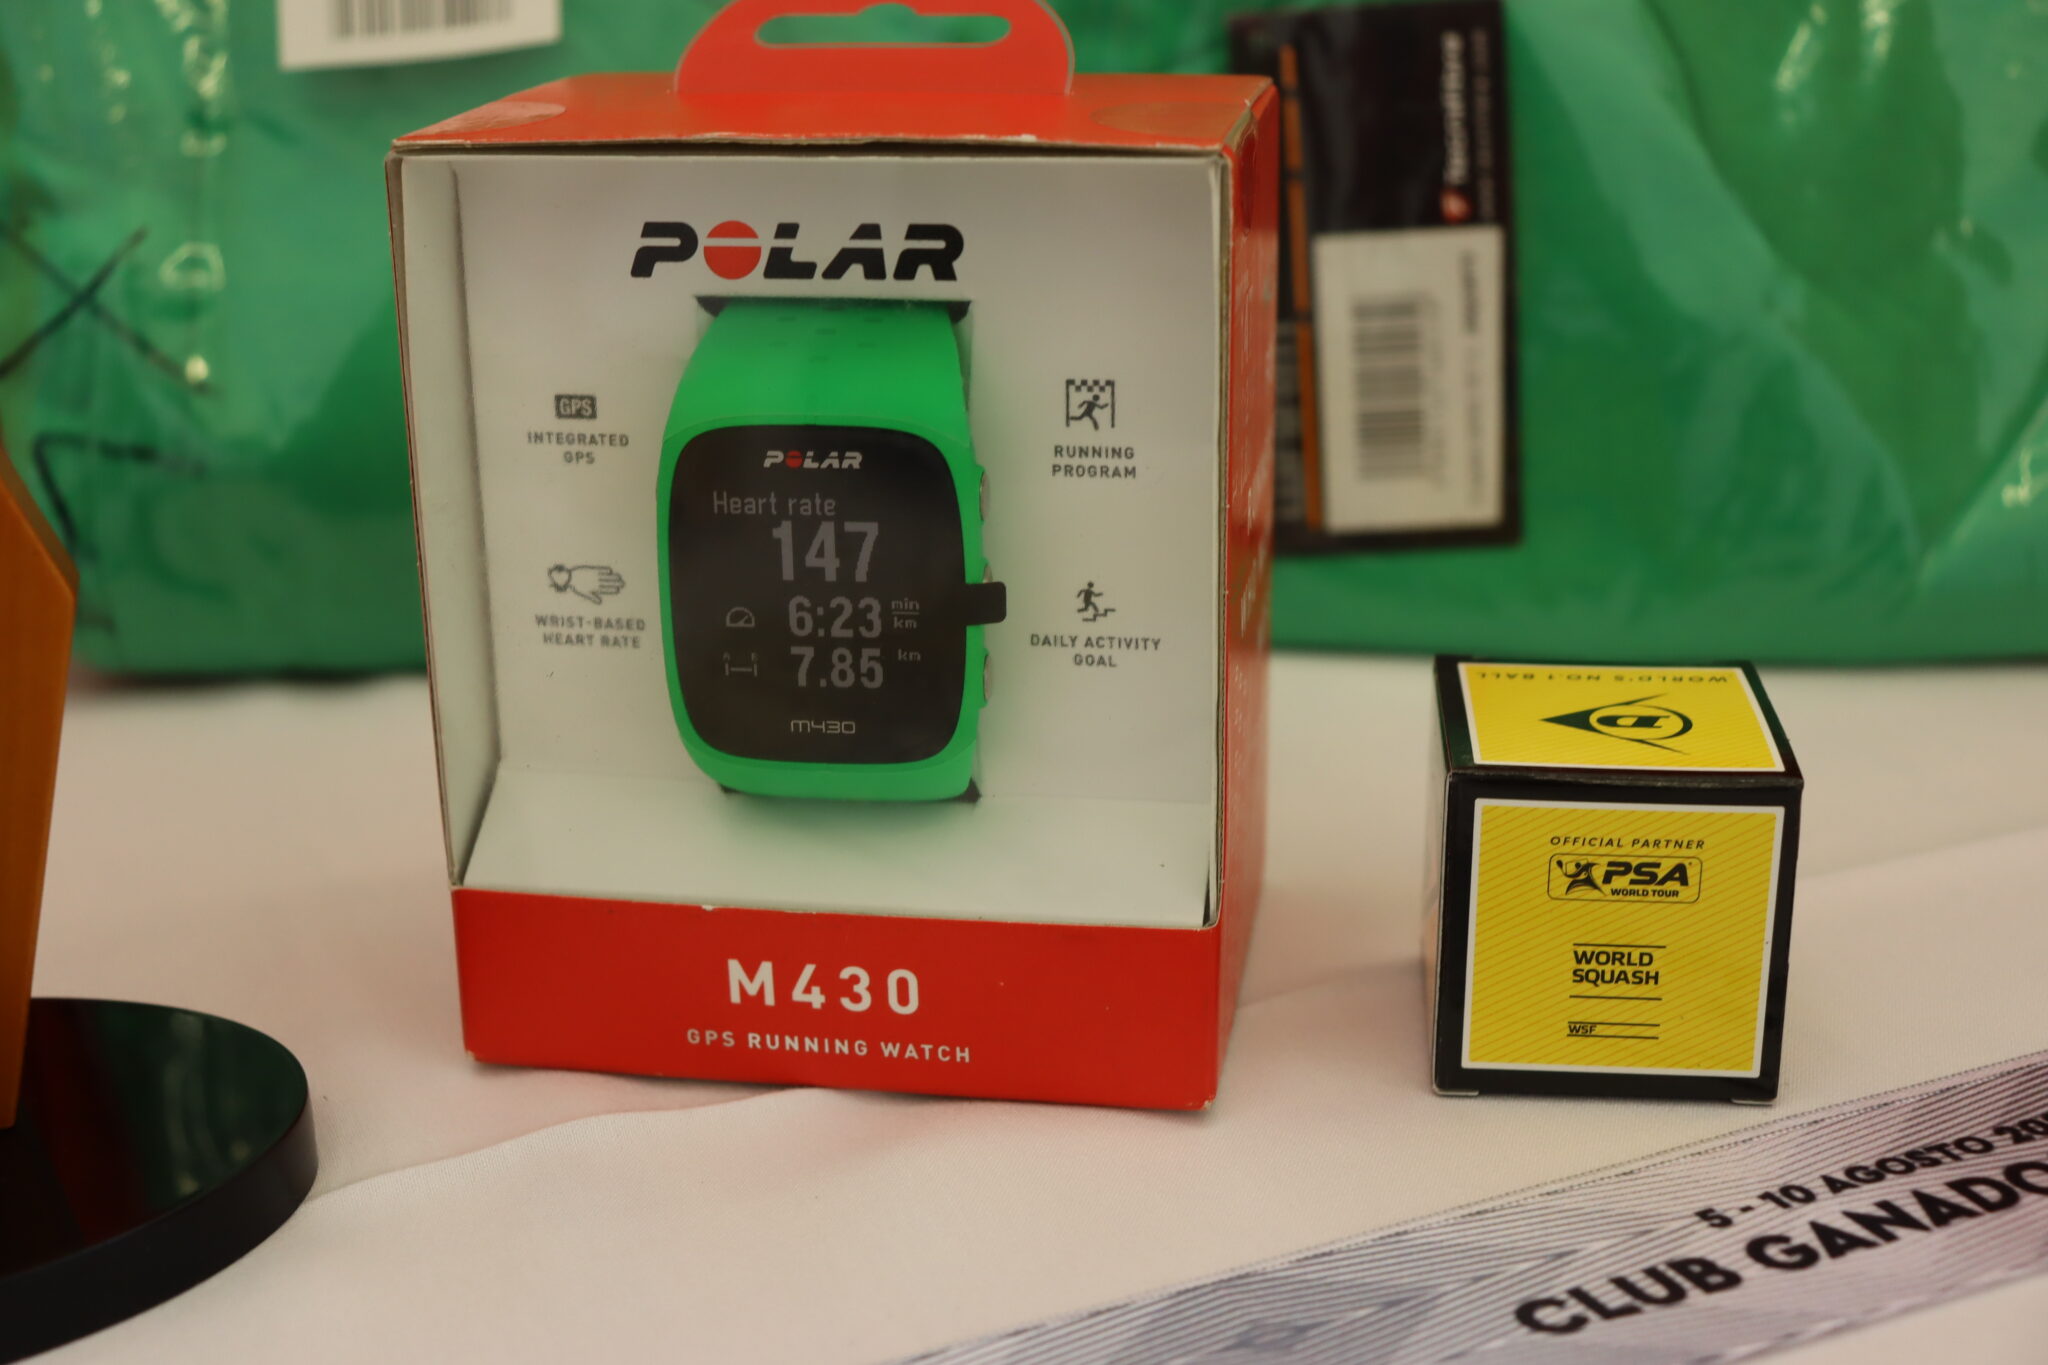 POLAR
GPS
INTEGRATED
GPS
WRIST-BASED
HEART RATE
RUNNING
PROGRAM
DAILY ACTIVITY
GOAL
POLAR
Heart rate
147
6:23 min/km
A B
7.85 km
M430
M430
GPS RUNNING WATCH
Tecnifibre
WORLD'S NO.1 BALL
D
OFFICIAL PARTNER
PSA
WORLD TOUR
WORLD
SQUASH
WSF
5 - 10 AGOSTO
CLUB